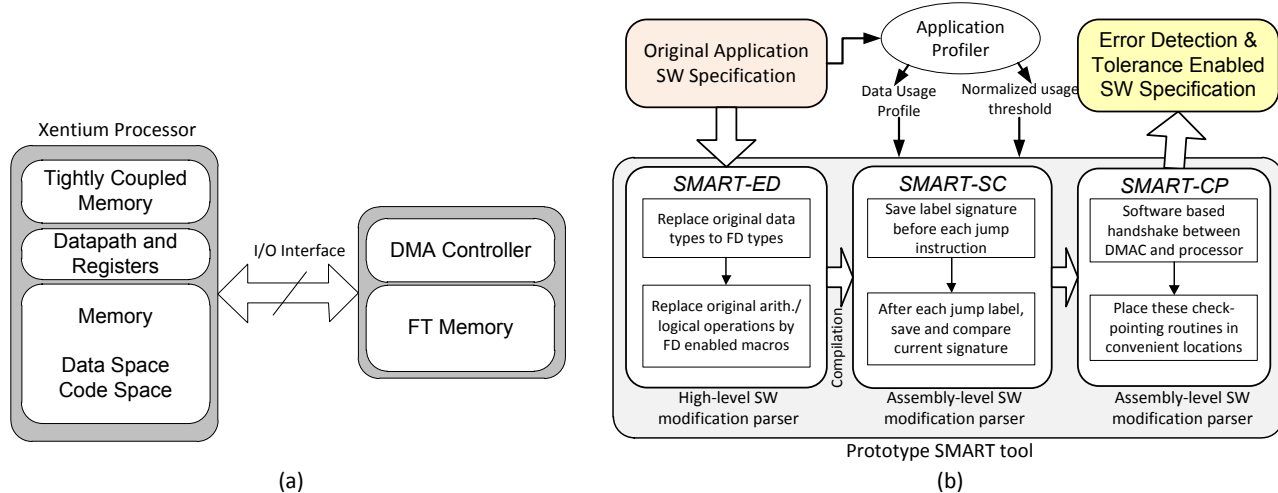 Xentium Processor
Tightly Coupled
Memory
Datapath and
Registers
Memory
Data Space
Code Space
I/O Interface
DMA Controller
FT Memory
(a)
Original Application
SW Specification
Application
Profiler
Error Detection &
Tolerance Enabled
SW Specification
Data Usage
Profile
Normalized usage
threshold
SMART-ED
Replace original data
types to FD types
Replace original arith./
logical operations by
FD enabled macros
High-level SW
modification parser
Compilation
SMART-SC
Save label signature
before each jump
instruction
After each jump label,
save and compare
current signature
Assembly-level SW
modification parser
SMART-CP
Software based
handshake between
DMAC and processor
Place these check-
pointing routines in
convenient locations
Assembly-level SW
modification parser
Prototype SMART tool
(b)